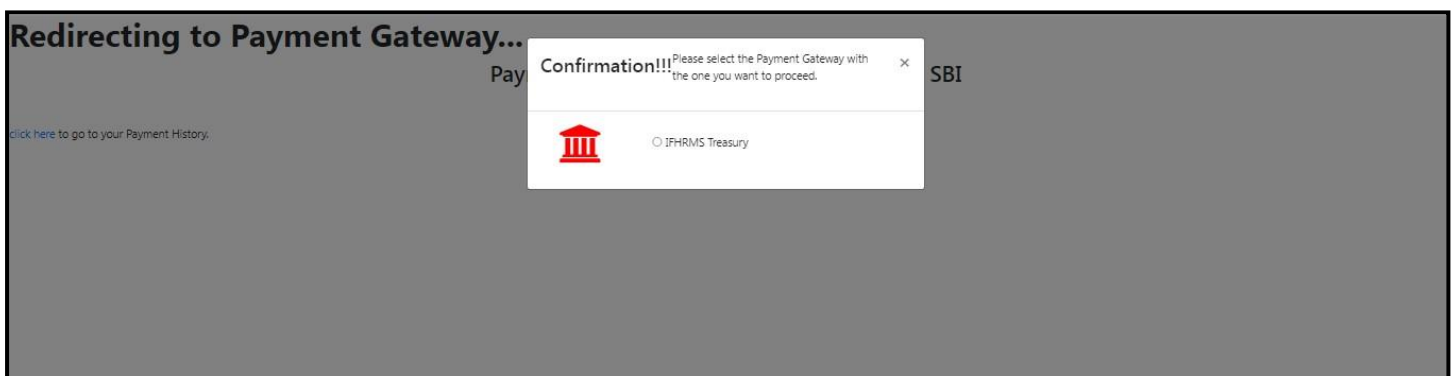 Redirecting to Payment Gateway...
Pay
SBI
click here to go to your Payment History.
Confirmation!!!
Please select the Payment Gateway with
the one you want to proceed.
×
IFHRMS Treasury